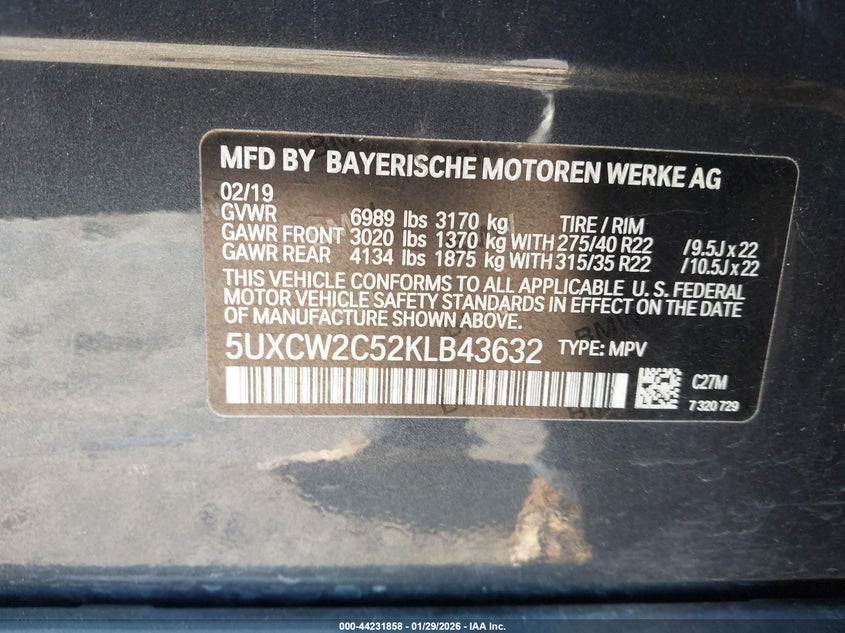 MFD BY BAYERISCHE MOTOREN WERKE AG
02/19
GVWR 6989 lbs 3170 kg TIRE / RIM
GAWR FRONT 3020 lbs 1370 kg WITH 275/40 R22 /9.5J x 22
GAWR REAR 4134 lbs 1875 kg WITH 315/35 R22 /10.5J x 22
THIS VEHICLE CONFORMS TO ALL APPLICABLE U.S. FEDERAL
MOTOR VEHICLE SAFETY STANDARDS IN EFFECT ON THE DATE
OF MANUFACTURE SHOWN ABOVE.
5UXCW2C52KLB43632 TYPE: MPV
C27M
7 320 729
000-44231858 | 01/29/2026 - IAA Inc.